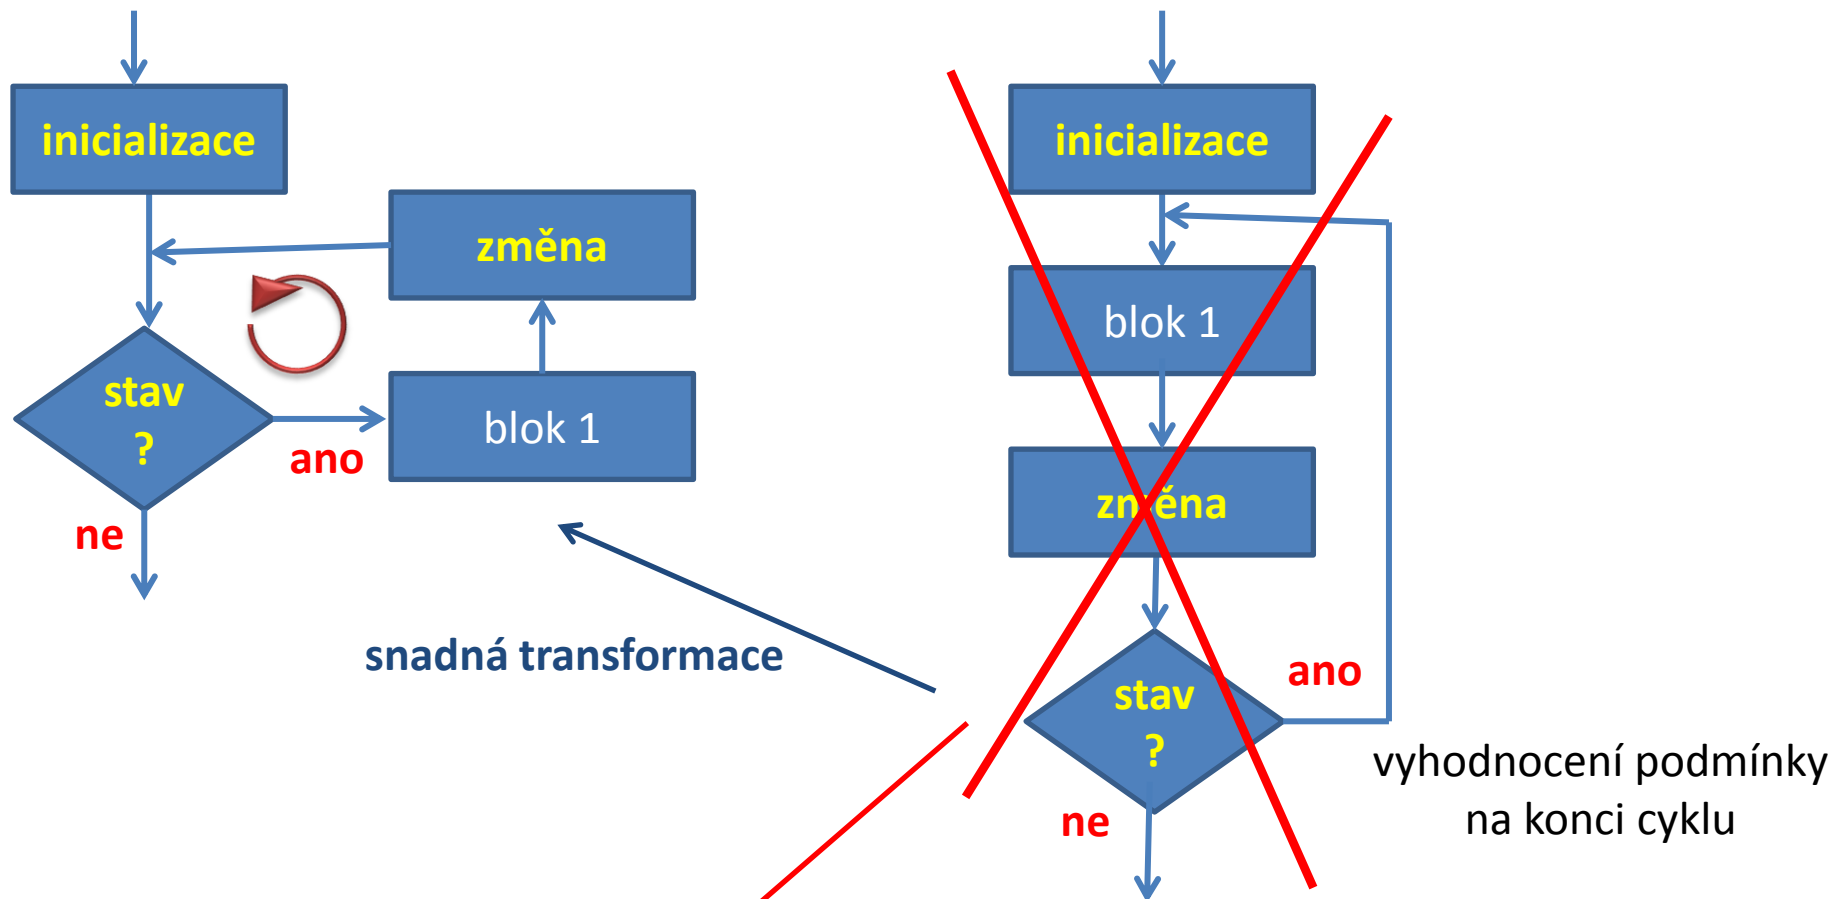 inicializace
změna
stav
?
ano
blok 1
ne
snadná transformace
inicializace
blok 1
změna
stav
?
ano
ne
vyhodnocení podmínky
na konci cyklu